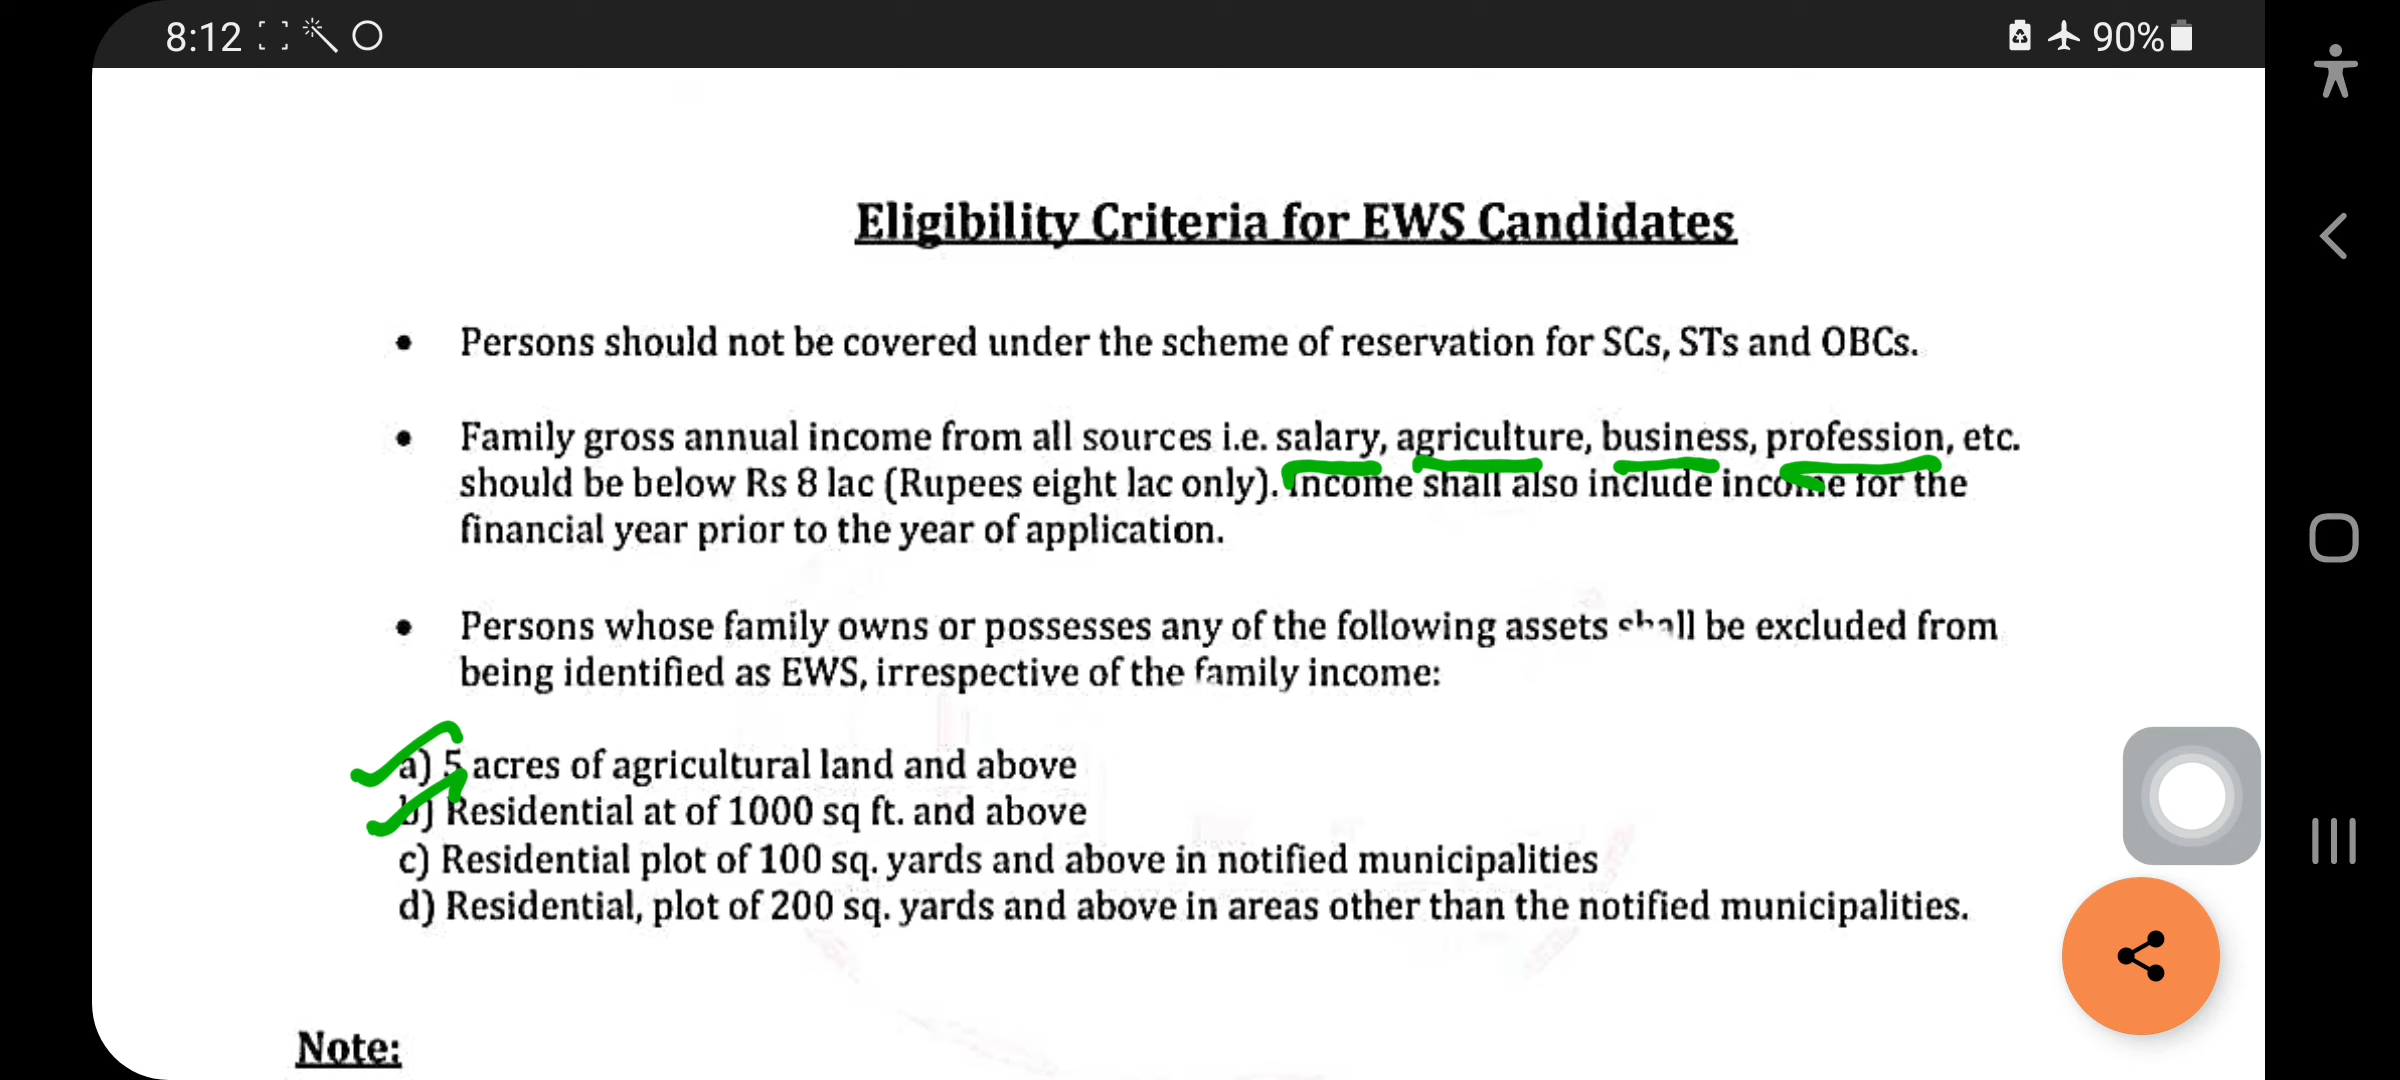 8:12
90%
Eligibility Criteria for EWS Candidates
• Persons should not be covered under the scheme of reservation for SCs, STs and OBCs.
• Family gross annual income from all sources i.e. salary, agriculture, business, profession, etc.
should be below Rs 8 lac (Rupees eight lac only). Income shall also include income for the
financial year prior to the year of application.
• Persons whose family owns or possesses any of the following assets shall be excluded from
being identified as EWS, irrespective of the family income:
a) 5 acres of agricultural land and above
b) Residential at of 1000 sq ft. and above
c) Residential plot of 100 sq. yards and above in notified municipalities
d) Residential, plot of 200 sq. yards and above in areas other than the notified municipalities.
Note: